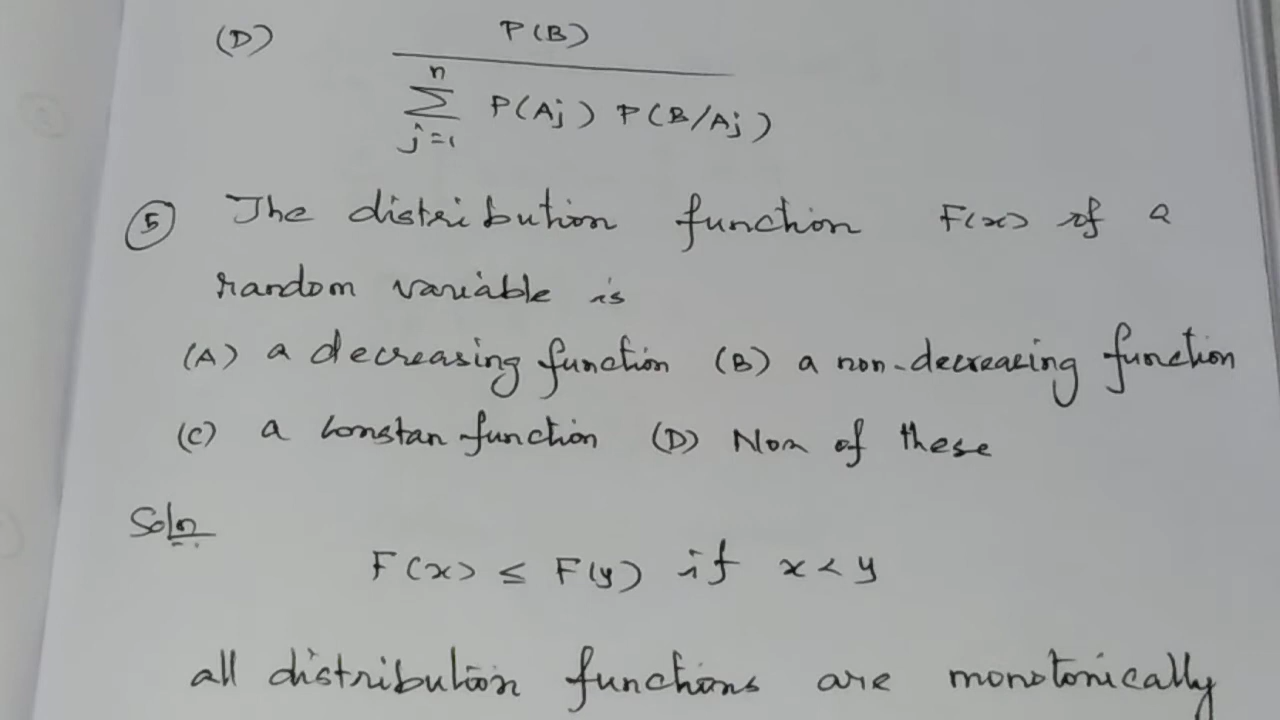 (D) P(B)
n
∑ P(Aj) P(B/Aj)
j=1
(5) The distribution function F(x) of a
random variable is
(A) a decreasing function (B) a non-decreasing function
(C) a constan function (D) Non of these
Soln
F(x) ≤ F(y) if x < y
all distribution functions are monotonically